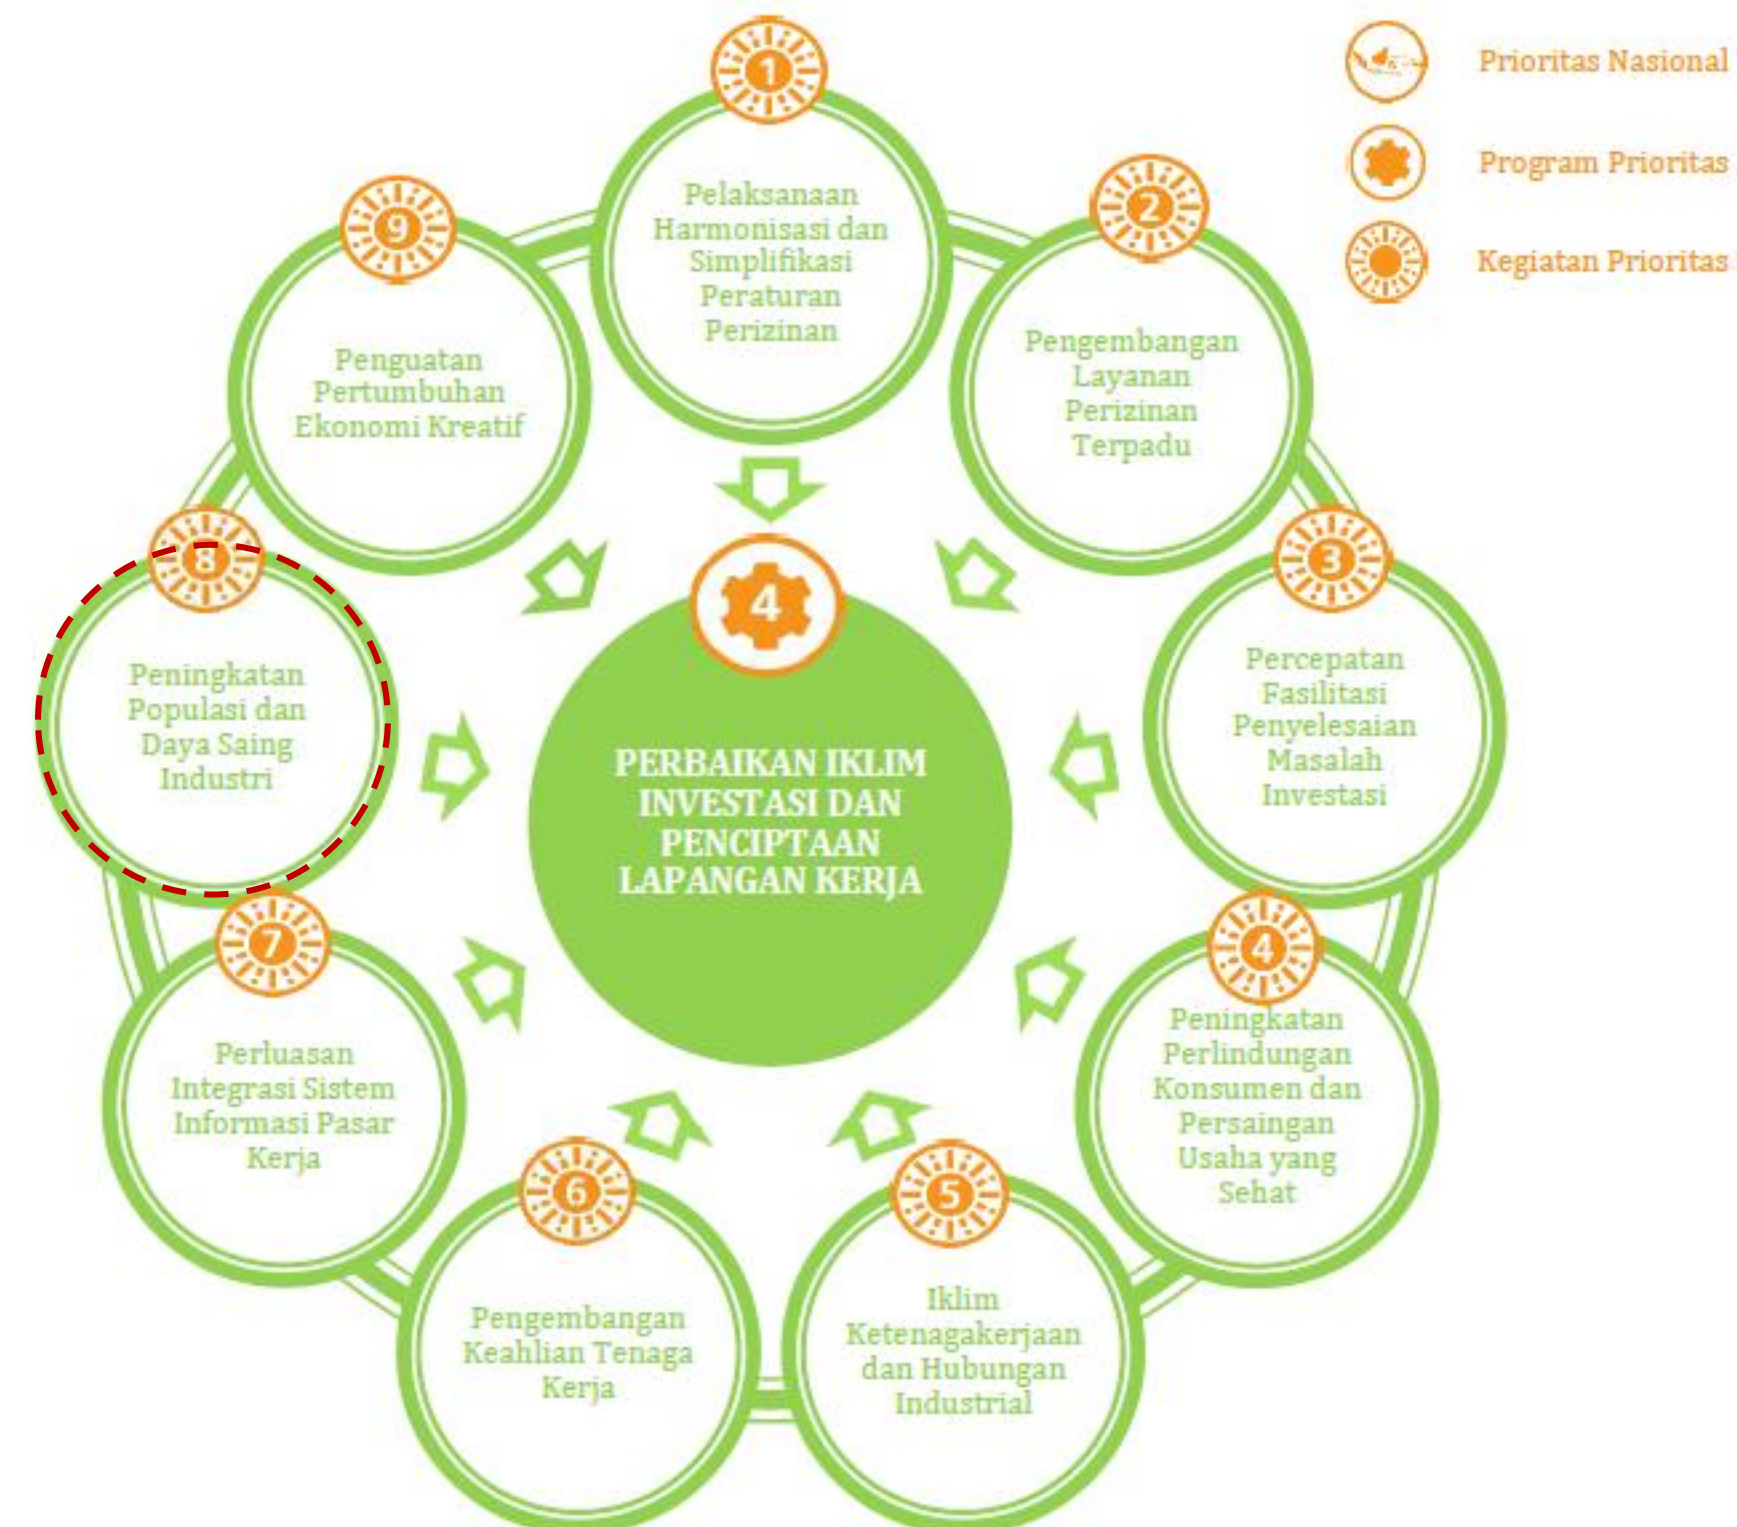 1
Pelaksanaan
Harmonisasi dan
Simplifikasi
Peraturan
Perizinan
2
Pengembangan
Layanan
Perizinan
Terpadu
3
Percepatan
Fasilitasi
Penyelesaian
Masalah
Investasi
4
Peningkatan
Perlindungan
Konsumen dan
Persaingan
Usaha yang
Sehat
5
Iklim
Ketenagakerjaan
dan Hubungan
Industrial
6
Pengembangan
Keahlian Tenaga
Kerja
7
Perluasan
Integrasi Sistem
Informasi Pasar
Kerja
8
Peningkatan
Populasi dan
Daya Saing
Industri
9
Penguatan
Pertumbuhan
Ekonomi Kreatif
4
PERBAIKAN IKLIM
INVESTASI DAN
PENCIPTAAN
LAPANGAN KERJA
Prioritas Nasional
Program Prioritas
Kegiatan Prioritas